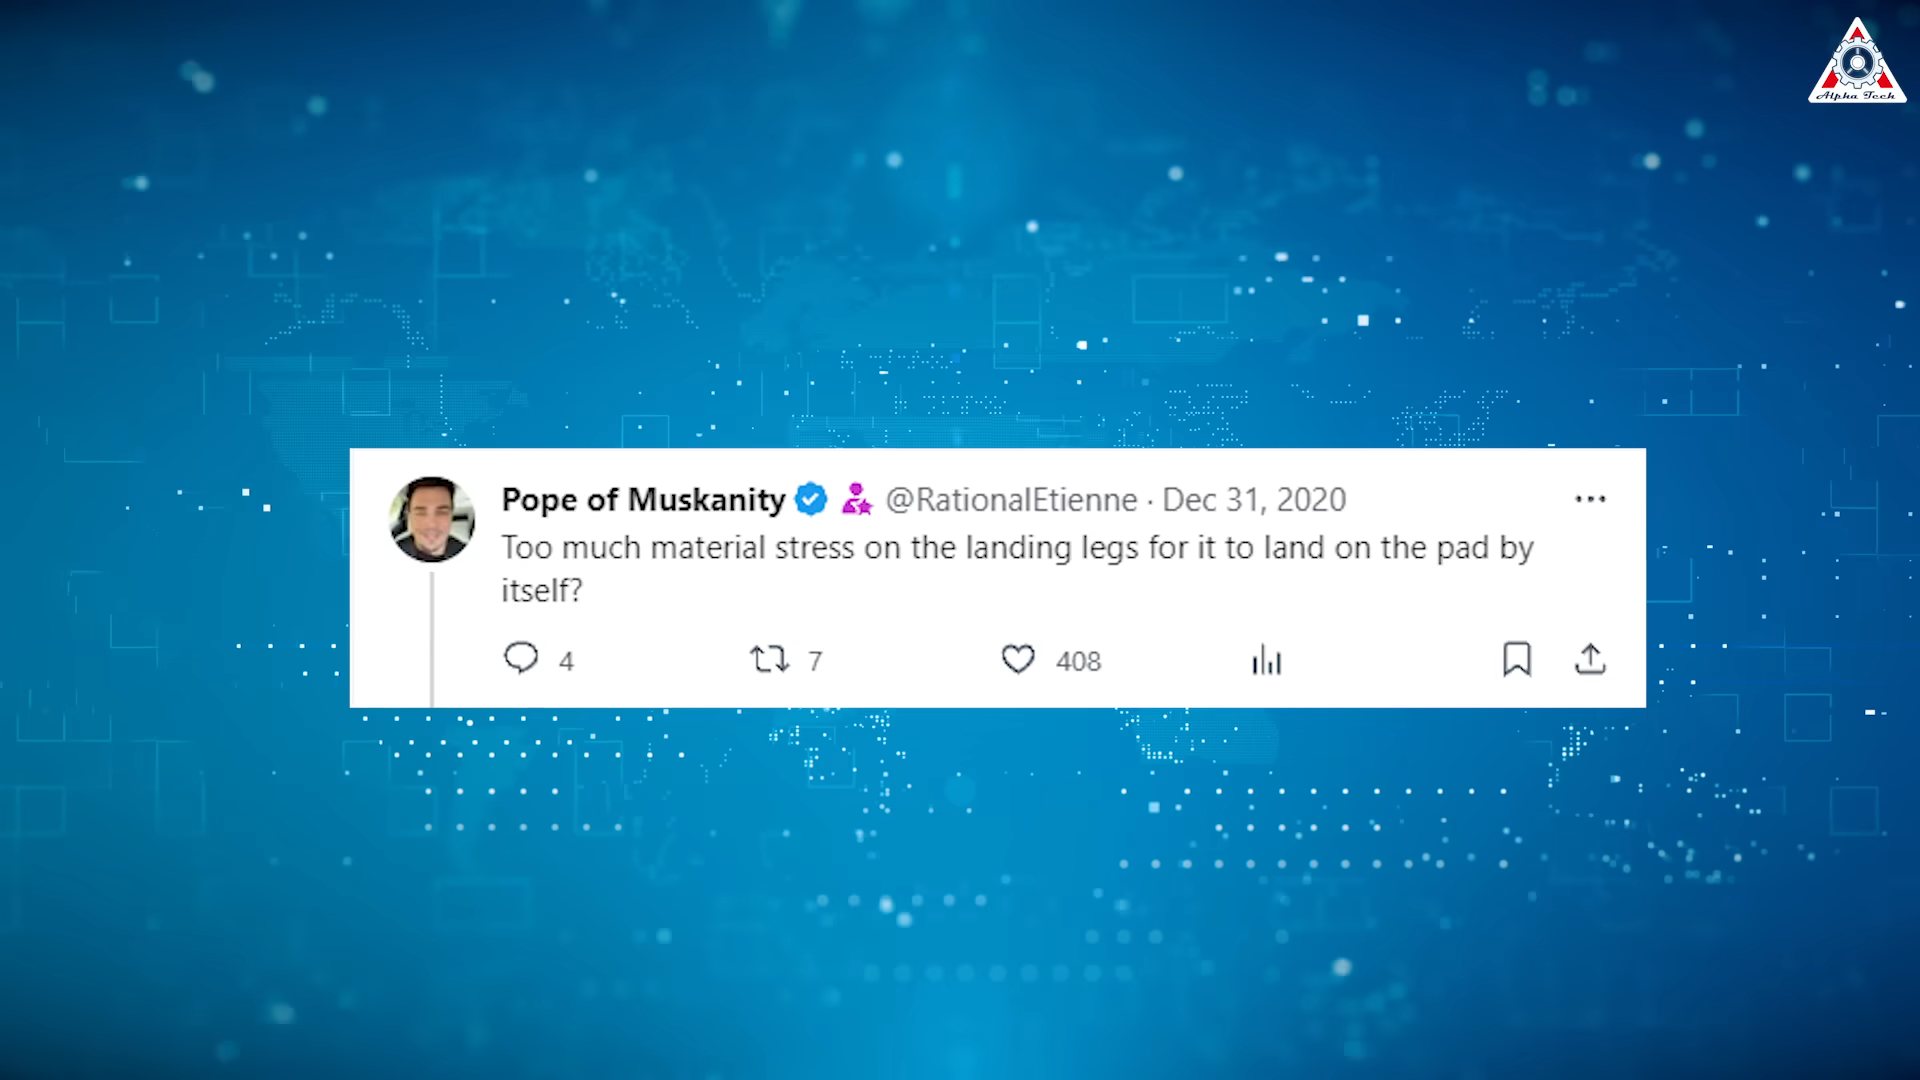 Alpha Tech
Pope of Muskanity @RationalEtienne · Dec 31, 2020
Too much material stress on the landing legs for it to land on the pad by
itself?
4 7 408